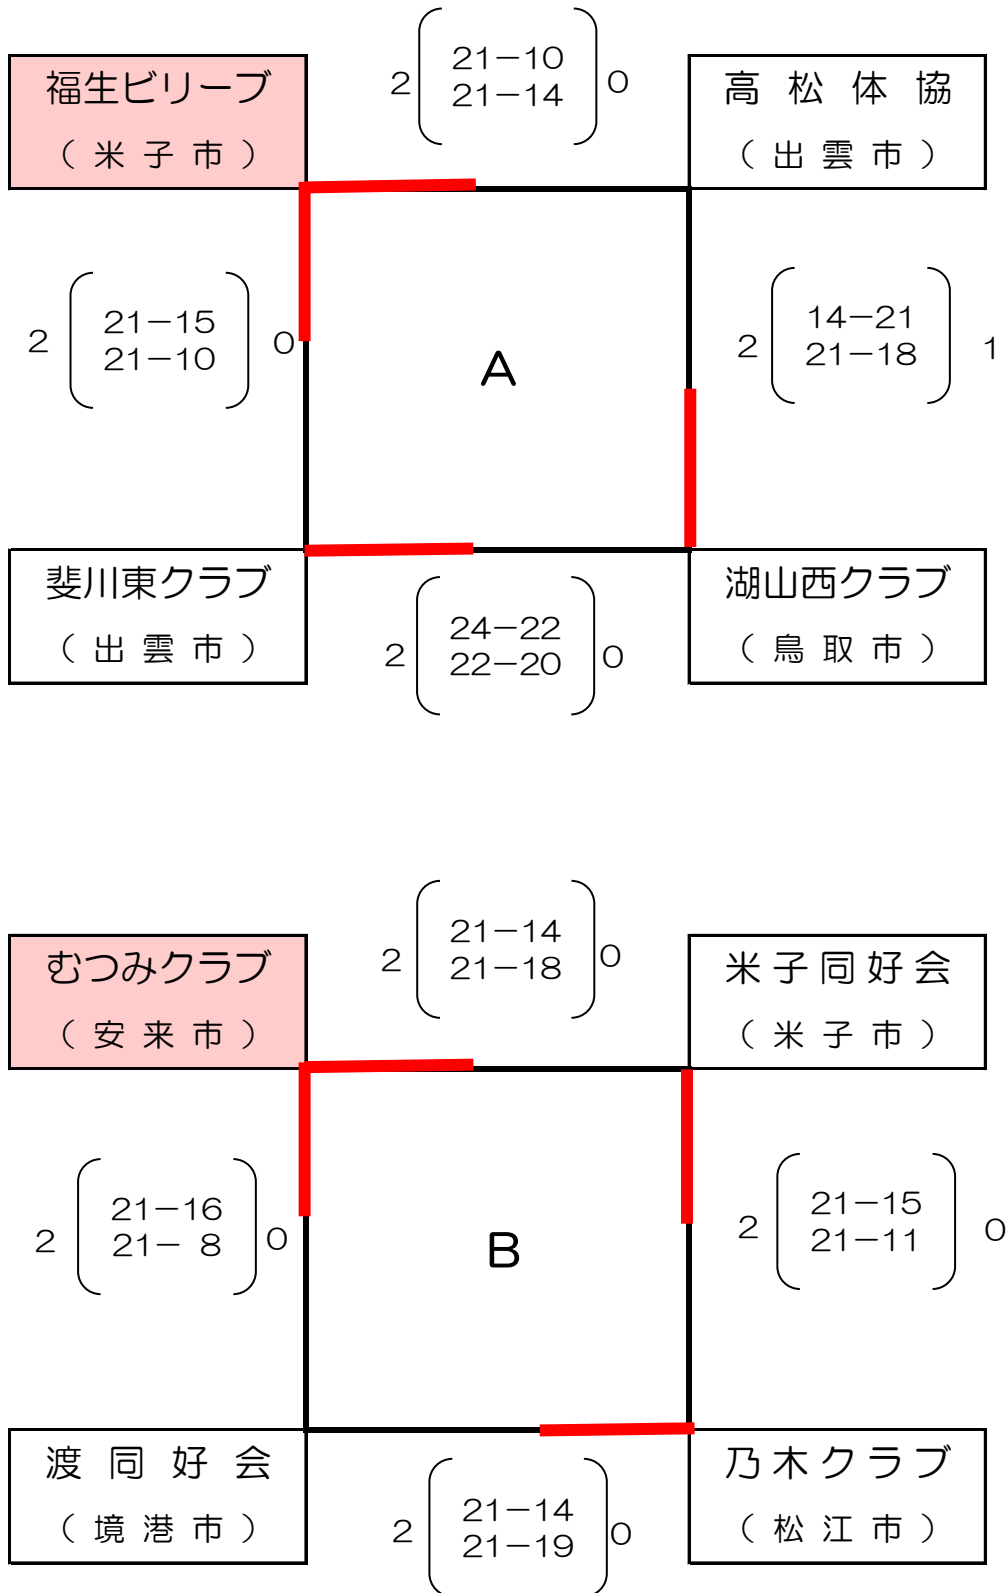 福生ビリーブ
（米子市）
2 21－10 0
21－14
高松体協
（出雲市）
2 21－15 0
21－10
A
2 14－21 1
21－18
斐川東クラブ
（出雲市）
2 24－22 0
22－20
湖山西クラブ
（鳥取市）
むつみクラブ
（安来市）
2 21－14 0
21－18
米子同好会
（米子市）
2 21－16 0
21－ 8
B
2 21－15 0
21－11
渡同好会
（境港市）
2 21－14 0
21－19
乃木クラブ
（松江市）